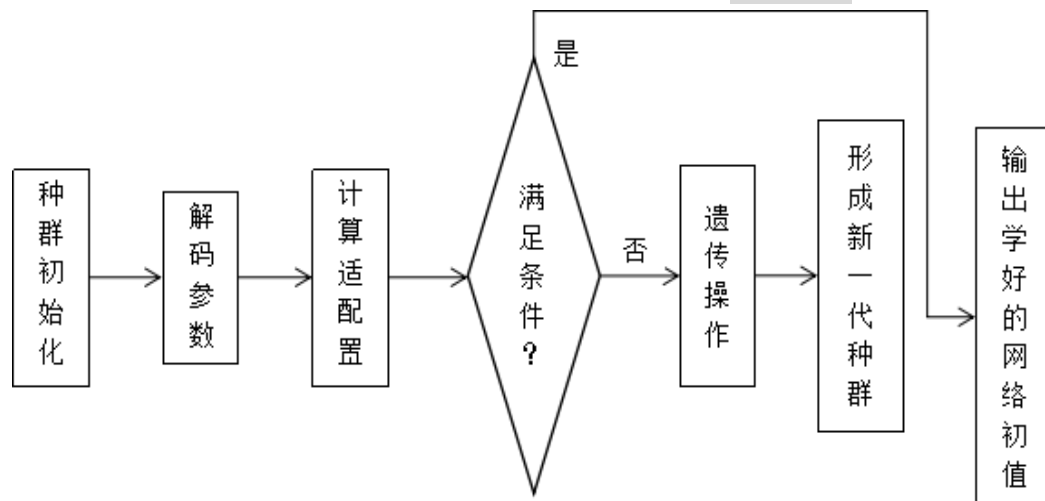 种群初始化
解码参数
计算适配置
满足条件？
是
否
遗传操作
形成新一代种群
输出学好的网络初值